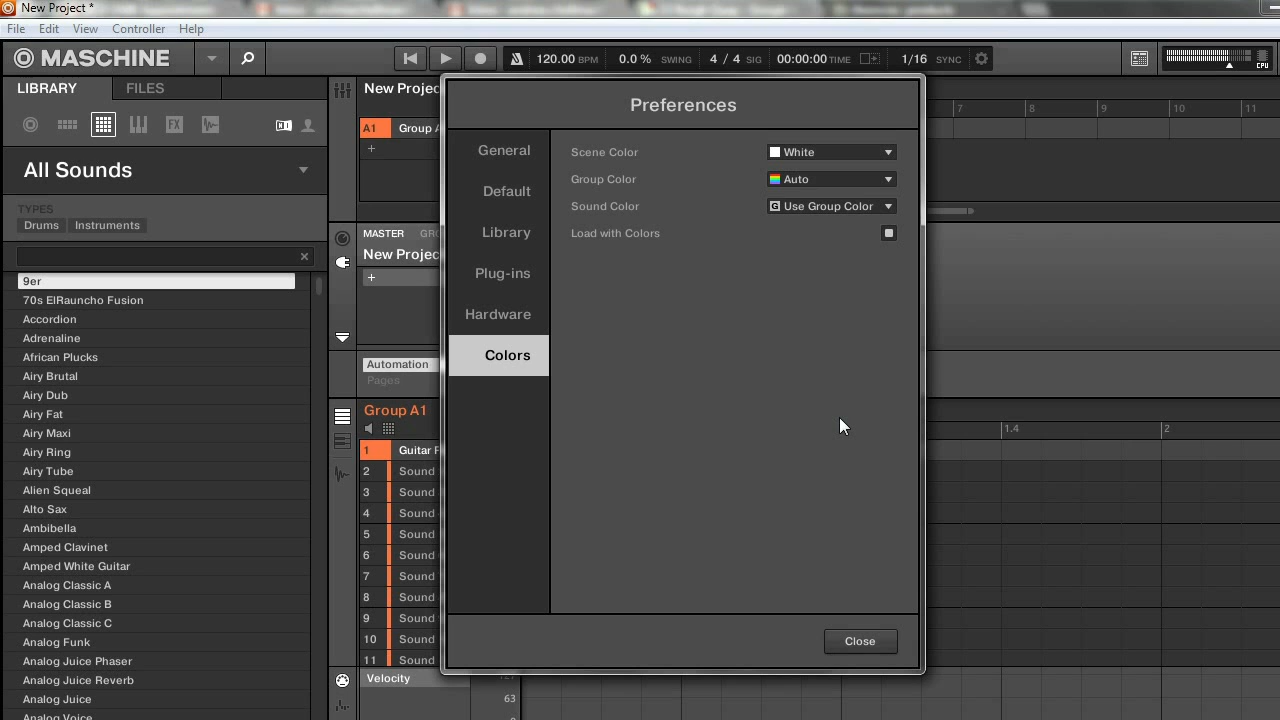 New Project *
File Edit View Controller Help
MASCHINE
120.00 BPM 0.0 % SWING 4 / 4 SIG 00:00:00 TIME 1/16 SYNC CPU
LIBRARY FILES
New Projec
7 8 9 10 11
A1 Group A
+
All Sounds
TYPES
Drums Instruments
MASTER GR
New Projec
+
Automation
Pages
9er
70s ElRauncho Fusion
Accordion
Adrenaline
African Plucks
Airy Brutal
Airy Dub
Airy Fat
Airy Maxi
Airy Ring
Airy Tube
Alien Squeal
Alto Sax
Ambibella
Amped Clavinet
Amped White Guitar
Analog Classic A
Analog Classic B
Analog Classic C
Analog Funk
Analog Juice Phaser
Analog Juice Reverb
Analog Juice
Analog Voice
Group A1
1.4 2
1 Guitar F
2 Sound
3 Sound
4 Sound
5 Sound
6 Sound
7 Sound
8 Sound
9 Sound
10 Sound
11 Sound
Velocity
127
63
Preferences
General
Default
Library
Plug-ins
Hardware
Colors
Scene Color White
Group Color Auto
Sound Color G Use Group Color
Load with Colors
Close